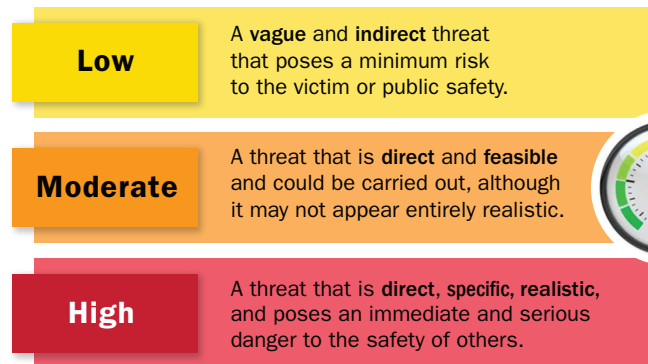 Low
A vague and indirect threat
that poses a minimum risk
to the victim or public safety.
Moderate
A threat that is direct and feasible
and could be carried out, although
it may not appear entirely realistic.
High
A threat that is direct, specific, realistic,
and poses an immediate and serious
danger to the safety of others.